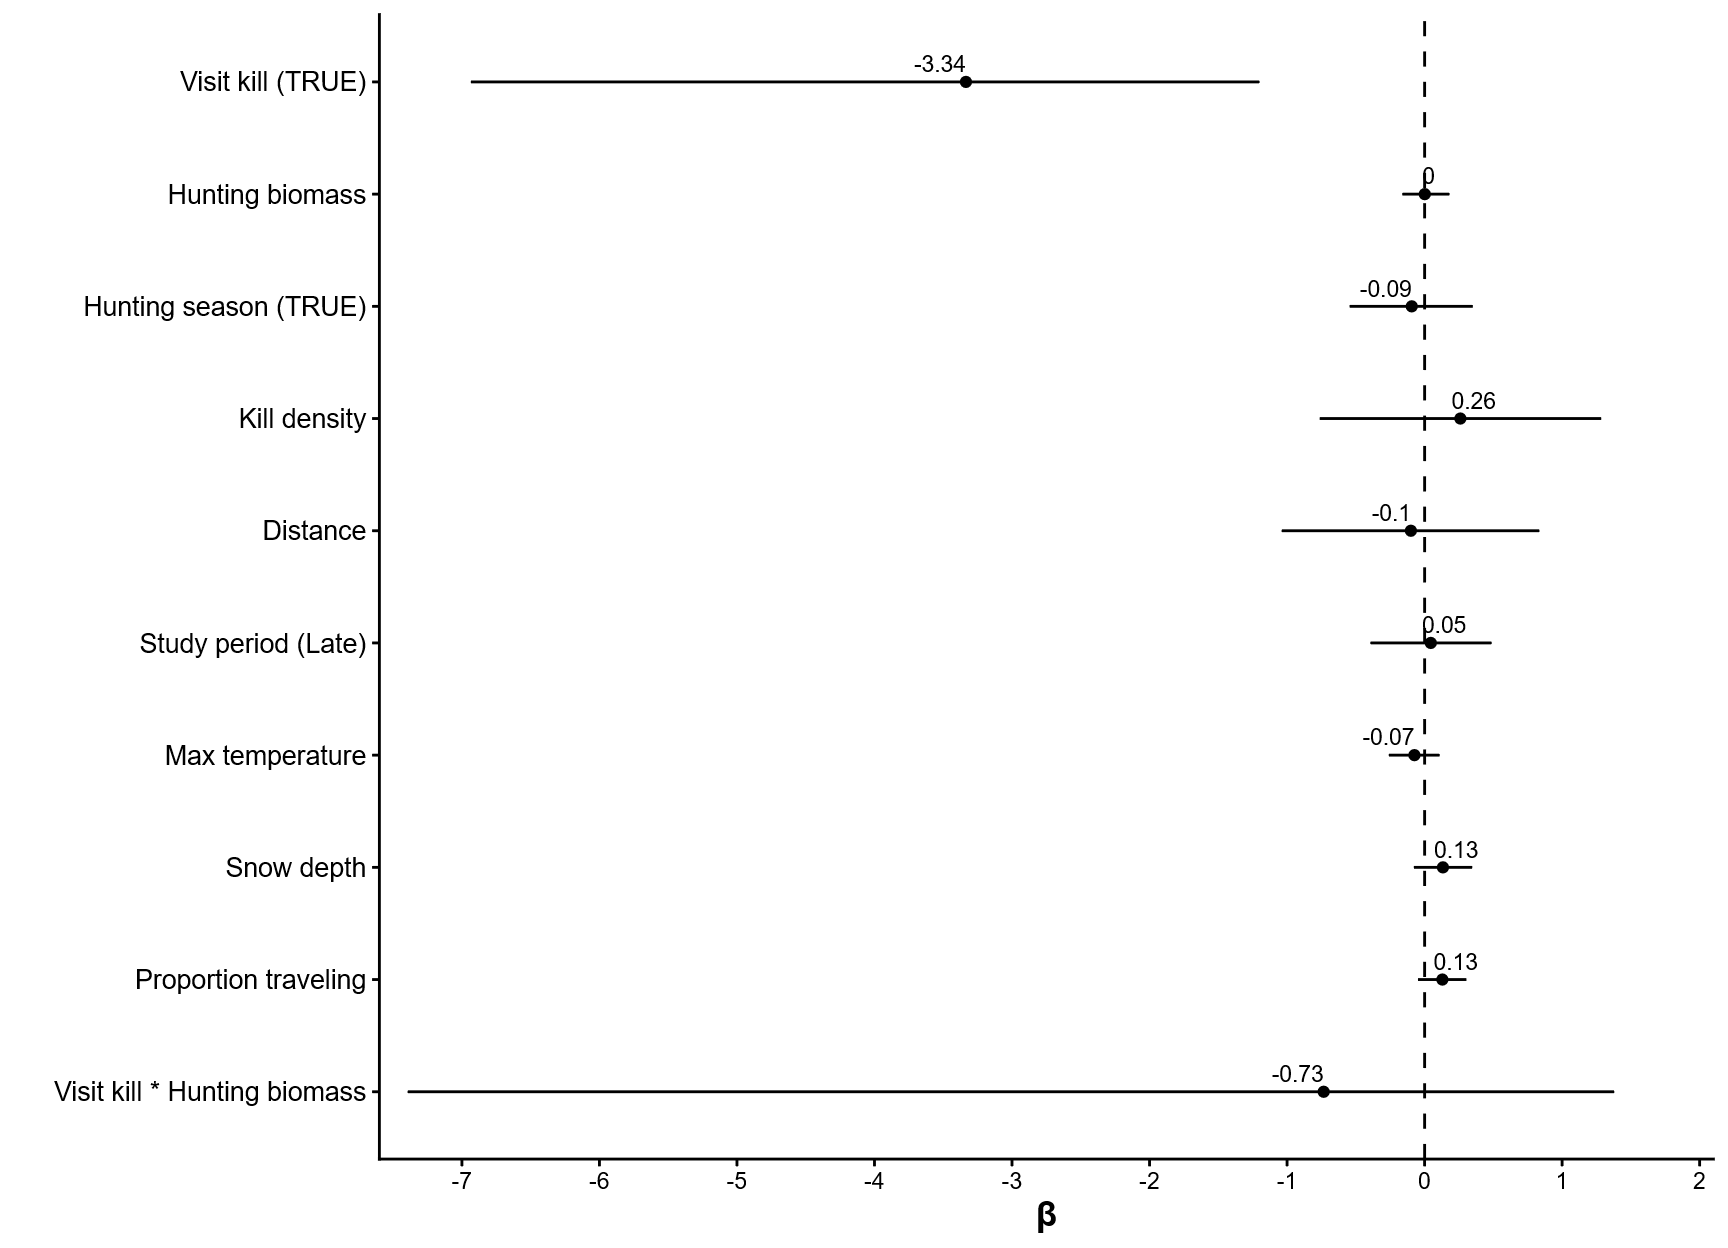 -3.34
Visit kill (TRUE)
0
Hunting biomass
-0.09
Hunting season (TRUE)
0.26
Kill density
-0.1
Distance
0.05
Study period (Late)
-0.07
Max temperature
0.13
Snow depth
0.13
Proportion traveling
-0.73
Visit kill * Hunting biomass
-7 -6 -5 -4 -3 -2 -1 0 1 2
β